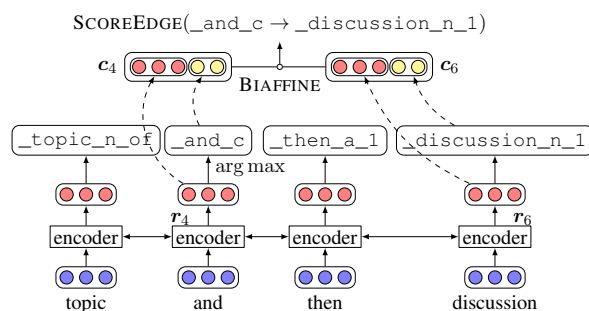 SCOREEDGE(_and_c → _discussion_n_1)
c4 c6
BIAFFINE
_topic_n_of _and_c _then_a_1 _discussion_n_1
arg max
r4 r6
encoder encoder encoder encoder
topic and then discussion